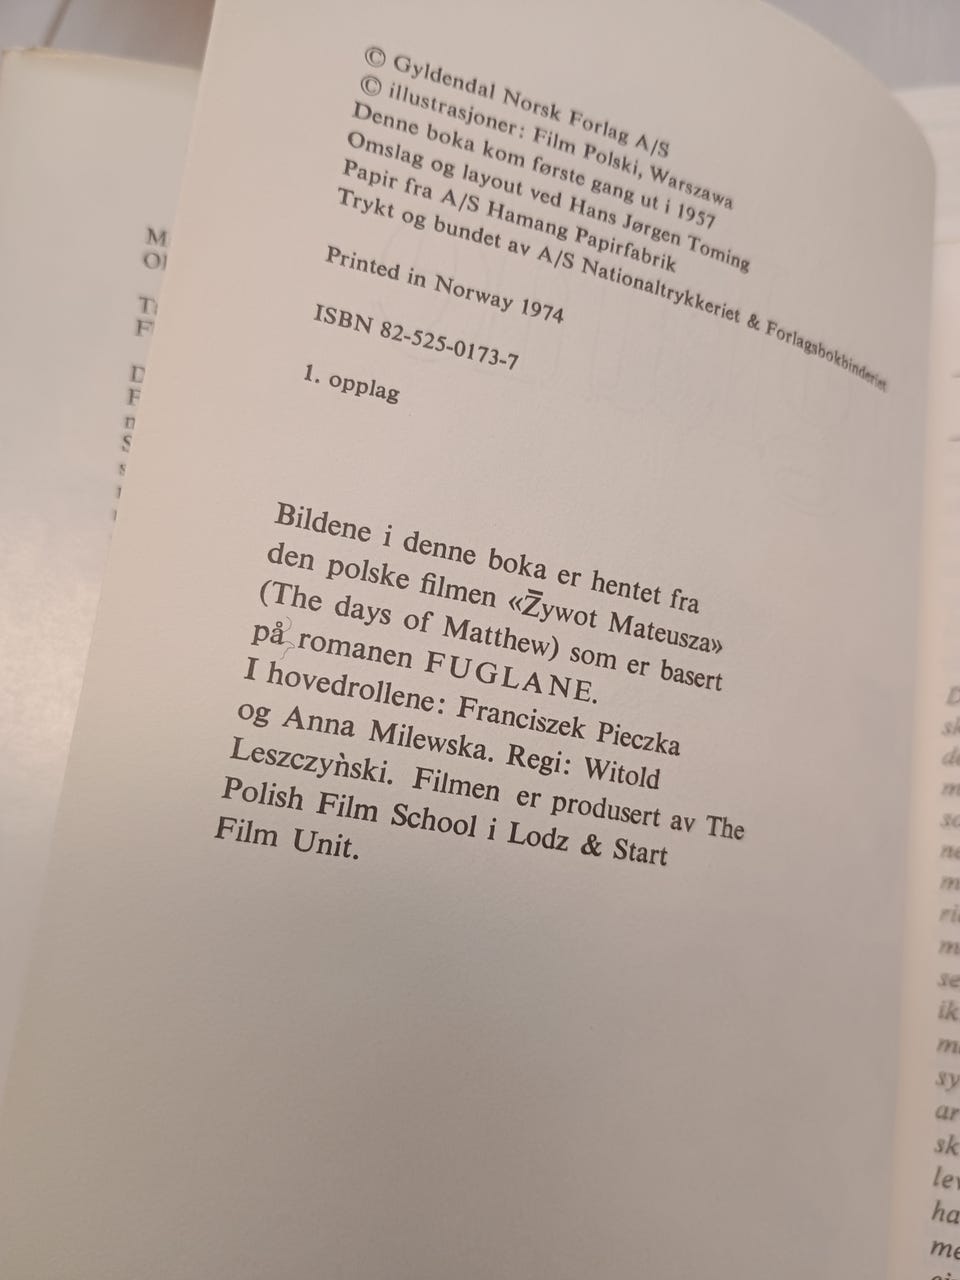 © Gyldendal Norsk Forlag A/S
© illustrasjoner: Film Polski, Warszawa
Denne boka kom første gang ut i 1957
Omslag og layout ved Hans Jørgen Toming
Papir fra A/S Hamang Papirfabrik
Trykt og bundet av A/S Nationaltrykkeriet & Forlagsbokbinderiet
Printed in Norway 1974
ISBN 82-525-0173-7
1. opplag
Bildene i denne boka er hentet fra
den polske filmen «Z̄ywot Mateusza»
(The days of Matthew) som er basert
på romanen FUGLANE.
I hovedrollene: Franciszek Pieczka
og Anna Milewska. Regi: Witold
Leszczyǹski. Filmen er produsert av The
Polish Film School i Lodz & Start
Film Unit.